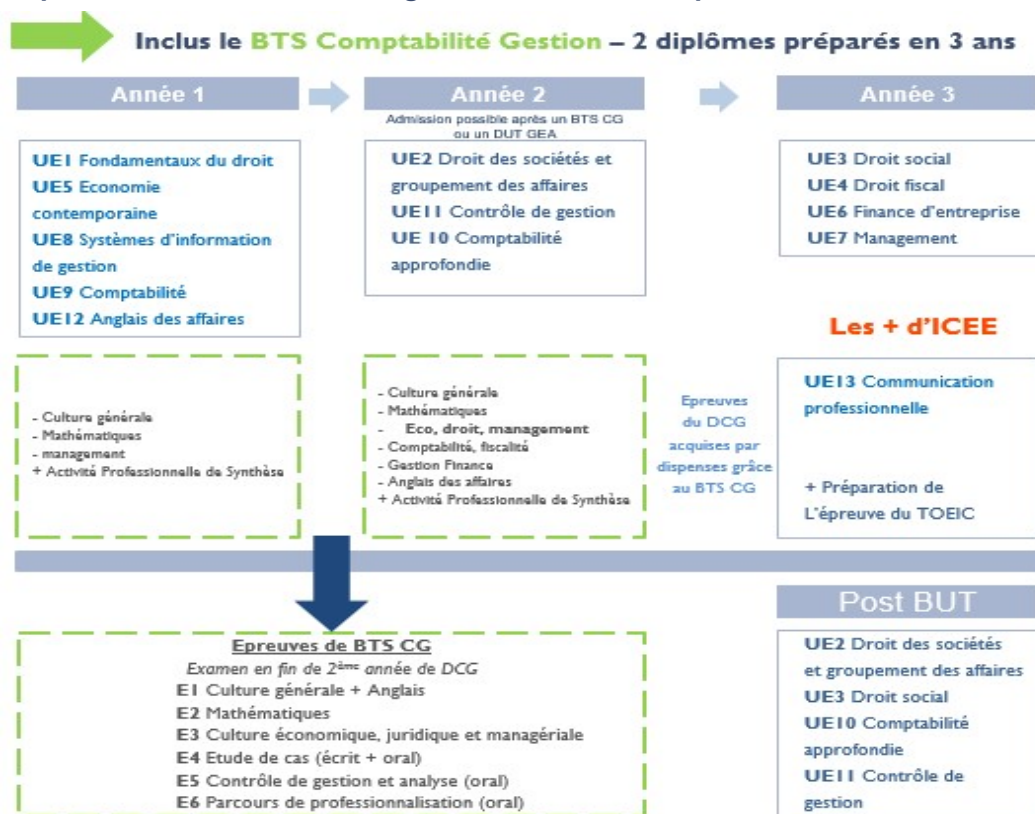 Inclus le BTS Comptabilité Gestion – 2 diplômes préparés en 3 ans
Année 1
UE1 Fondamentaux du droit
UE5 Economie
contemporaine
UE8 Systèmes d'information
de gestion
UE9 Comptabilité
UE12 Anglais des affaires
- Culture générale
- Mathématiques
- management
+ Activité Professionnelle de Synthèse
Année 2
Admission possible après un BTS CG
ou un DUT GEA
UE2 Droit des sociétés et
groupement des affaires
UE11 Contrôle de gestion
UE 10 Comptabilité
approfondie
- Culture générale
- Mathématiques
- Eco, droit, management
- Comptabilité, fiscalité
- Gestion Finance
- Anglais des affaires
+ Activité Professionnelle de Synthèse
Epreuves
du DCG
acquises par
dispenses grâce
au BTS CG
Année 3
UE3 Droit social
UE4 Droit fiscal
UE6 Finance d'entreprise
UE7 Management
Les + d'ICEE
UE13 Communication
professionnelle
+ Préparation de
L'épreuve du TOEIC
Epreuves de BTS CG
Examen en fin de 2ème année de DCG
E1 Culture générale + Anglais
E2 Mathématiques
E3 Culture économique, juridique et managériale
E4 Etude de cas (écrit + oral)
E5 Contrôle de gestion et analyse (oral)
E6 Parcours de professionnalisation (oral)
Post BUT
UE2 Droit des sociétés
et groupement des affaires
UE3 Droit social
UE10 Comptabilité
approfondie
UE11 Contrôle de
gestion